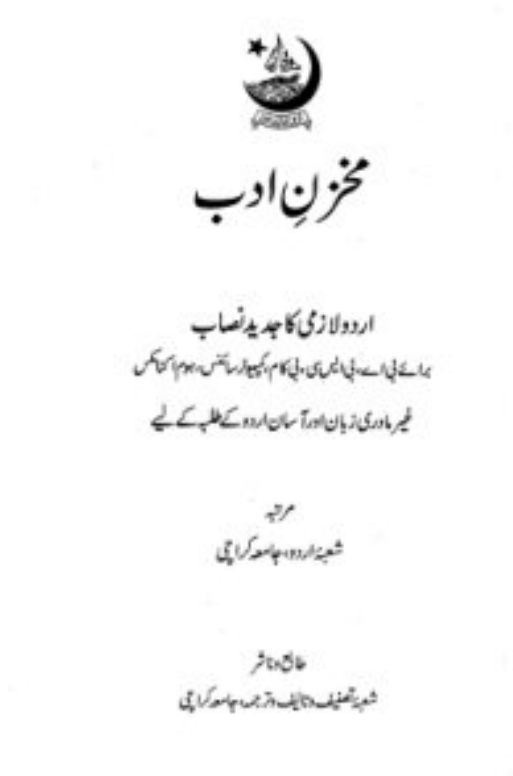 مخزنِ ادب
اردو لازمی کا جدید نصاب
برائے بی اے، بی ایس سی، بی کام، کمپیوٹر سائنس، ہوم اکنامکس
غیر مادری زبان اور آسان اردو کے طلبہ کے لیے
مرتبہ
شعبۂ اردو، جامعہ کراچی
طابع و ناشر
شعبۂ تصنیف و تالیف و ترجمہ، جامعہ کراچی